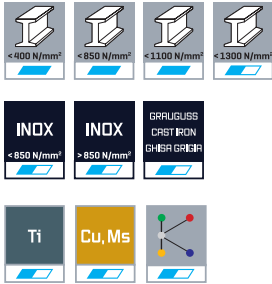 <400 N/mm² <850 N/mm² <1100 N/mm² <1300 N/mm²
INOX
<850 N/mm²
INOX
>850 N/mm²
GRAUGUSS
CAST IRON
GHISA GRIGIA
Ti
Cu, Ms